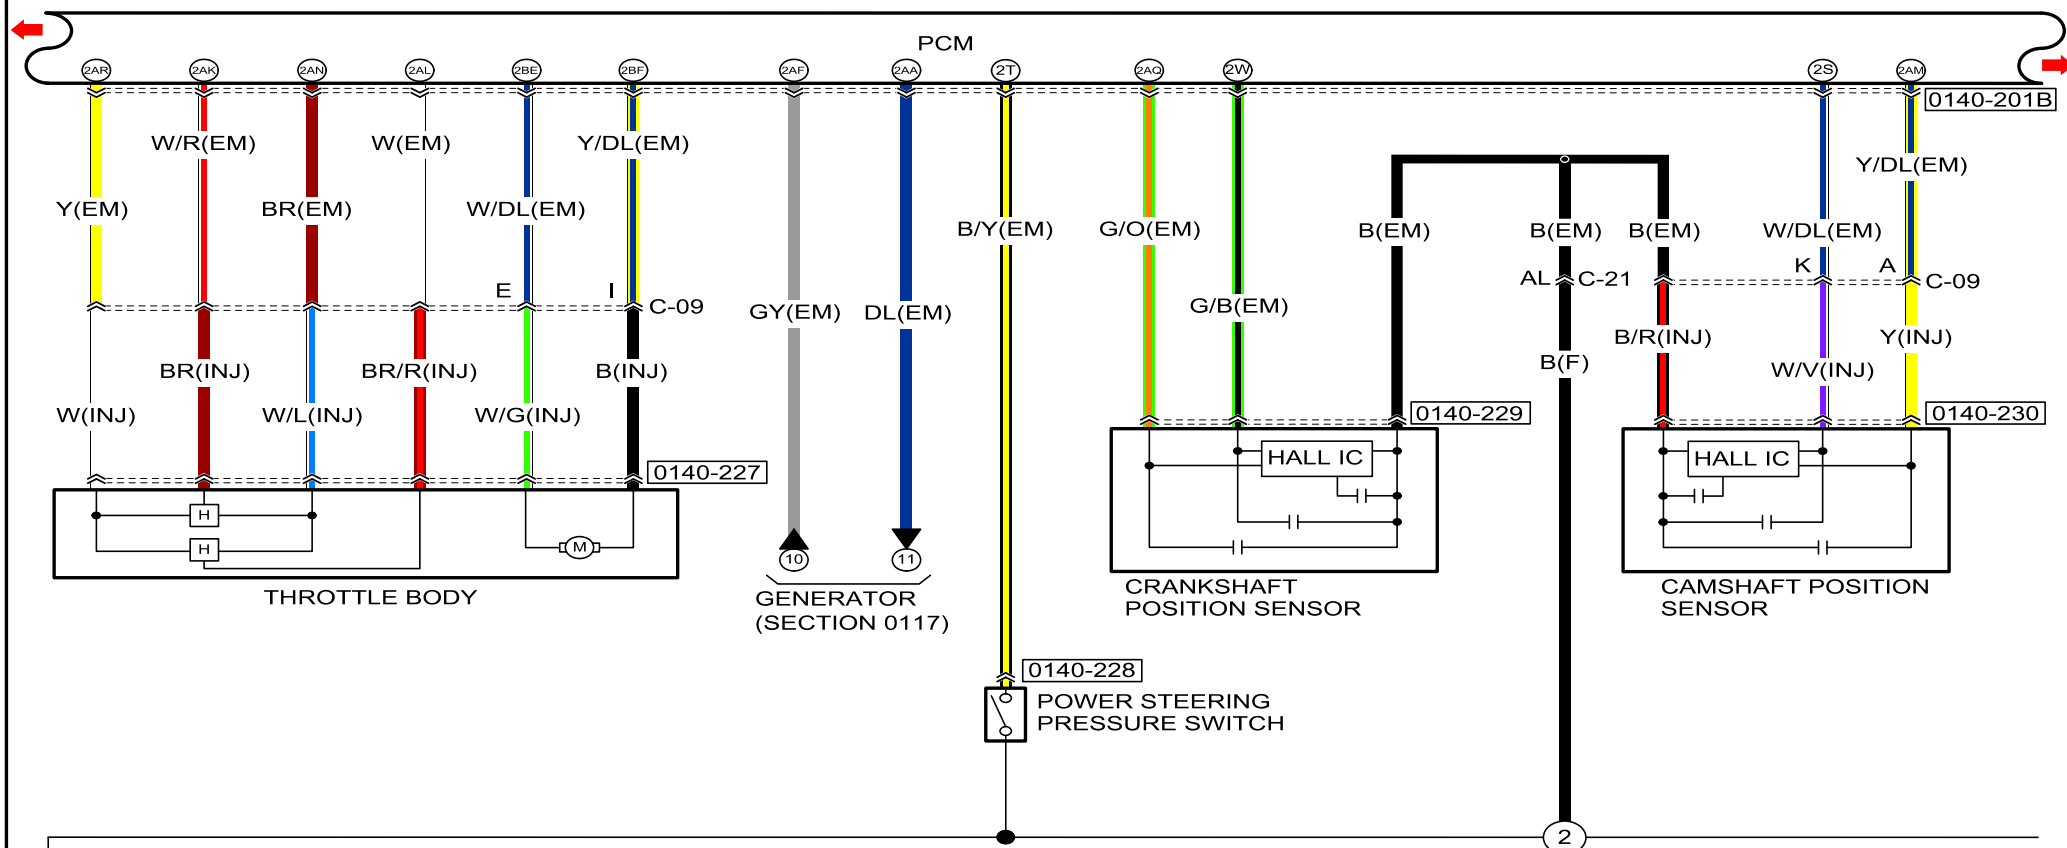 PCM
2AR 2AK 2AN 2AL 2BE 2BF 2AF 2AA 2T 2AQ 2W 2S 2AM
0140-201B
W/R(EM) W(EM) Y/DL(EM)
Y/DL(EM)
Y(EM) BR(EM) W/DL(EM)
B/Y(EM) G/O(EM) B(EM) B(EM) B(EM) W/DL(EM)
K A
AL C-21 C-09
E I
C-09
GY(EM) DL(EM) G/B(EM)
B/R(INJ) Y(INJ)
B(F)
BR(INJ) BR/R(INJ) B(INJ) W/V(INJ)
W(INJ) W/L(INJ) W/G(INJ) 0140-229 0140-230
HALL IC HALL IC
0140-227
H
H M
10 11
THROTTLE BODY
GENERATOR
(SECTION 0117)
CRANKSHAFT
POSITION SENSOR
CAMSHAFT POSITION
SENSOR
0140-228
POWER STEERING
PRESSURE SWITCH
2